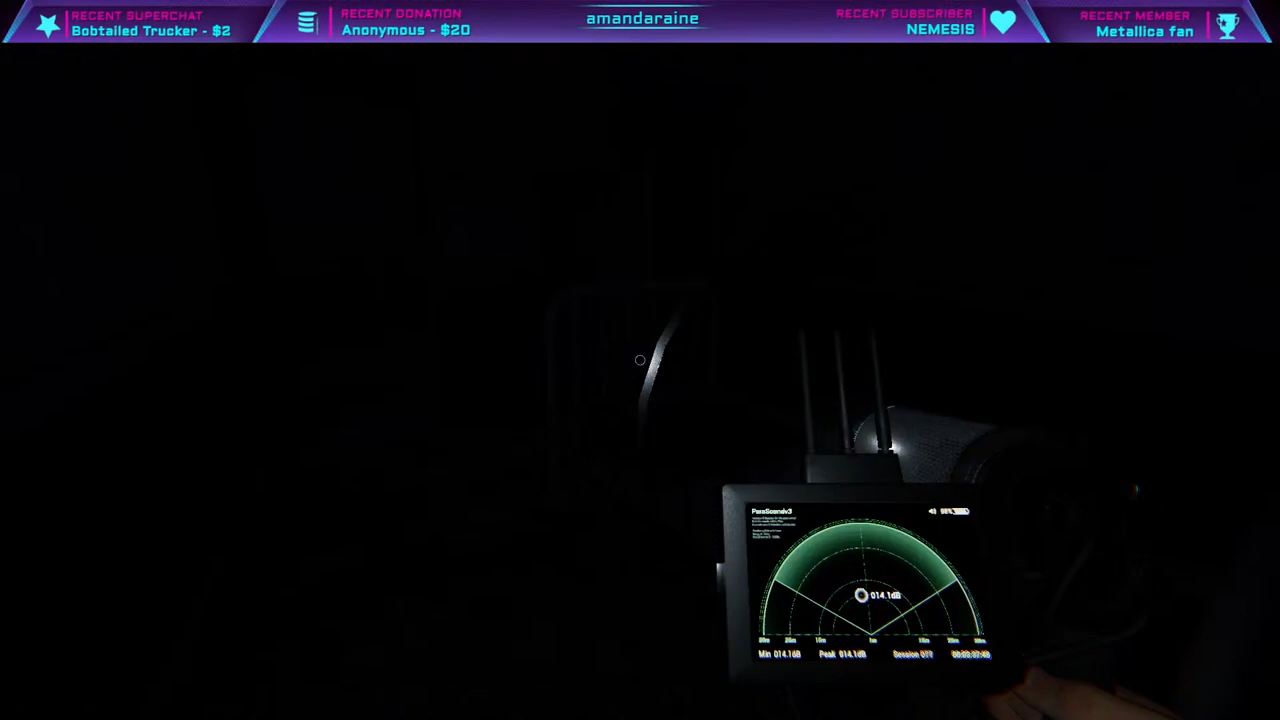 RECENT SUPERCHAT
Bobtailed Trucker - $2
RECENT DONATION
Anonymous - $20
amandaraine
RECENT SUBSCRIBER
NEMESIS
RECENT MEMBER
Metallica fan
014.1dB
Min 014.1dB Peak 014.1dB